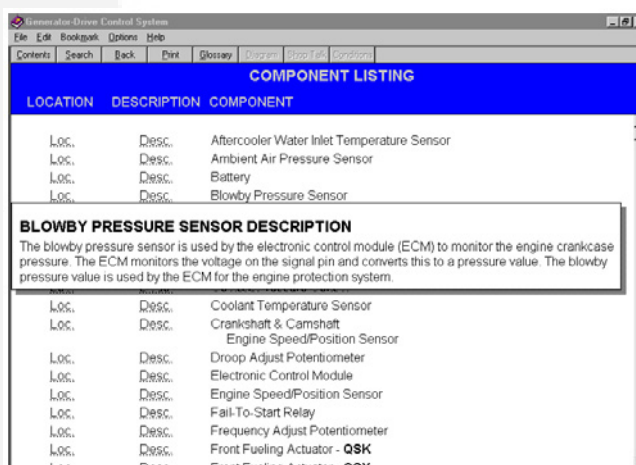 Generator-Drive Control System
File Edit Bookmark Options Help
Contents Search Back Print Glossary Diagram Shop Talk Conditions
COMPONENT LISTING
LOCATION DESCRIPTION COMPONENT
Loc. Desc. Aftercooler Water Inlet Temperature Sensor
Loc. Desc. Ambient Air Pressure Sensor
Loc. Desc. Battery
Loc. Desc. Blowby Pressure Sensor
BLOWBY PRESSURE SENSOR DESCRIPTION
The blowby pressure sensor is used by the electronic control module (ECM) to monitor the engine crankcase
pressure. The ECM monitors the voltage on the signal pin and converts this to a pressure value. The blowby
pressure value is used by the ECM for the engine protection system.
Loc. Desc. Coolant Temperature Sensor
Loc. Desc. Crankshaft & Camshaft
Engine Speed/Position Sensor
Loc. Desc. Droop Adjust Potentiometer
Loc. Desc. Electronic Control Module
Loc. Desc. Engine Speed/Position Sensor
Loc. Desc. Fail-To-Start Relay
Loc. Desc. Frequency Adjust Potentiometer
Loc. Desc. Front Fueling Actuator - QSK